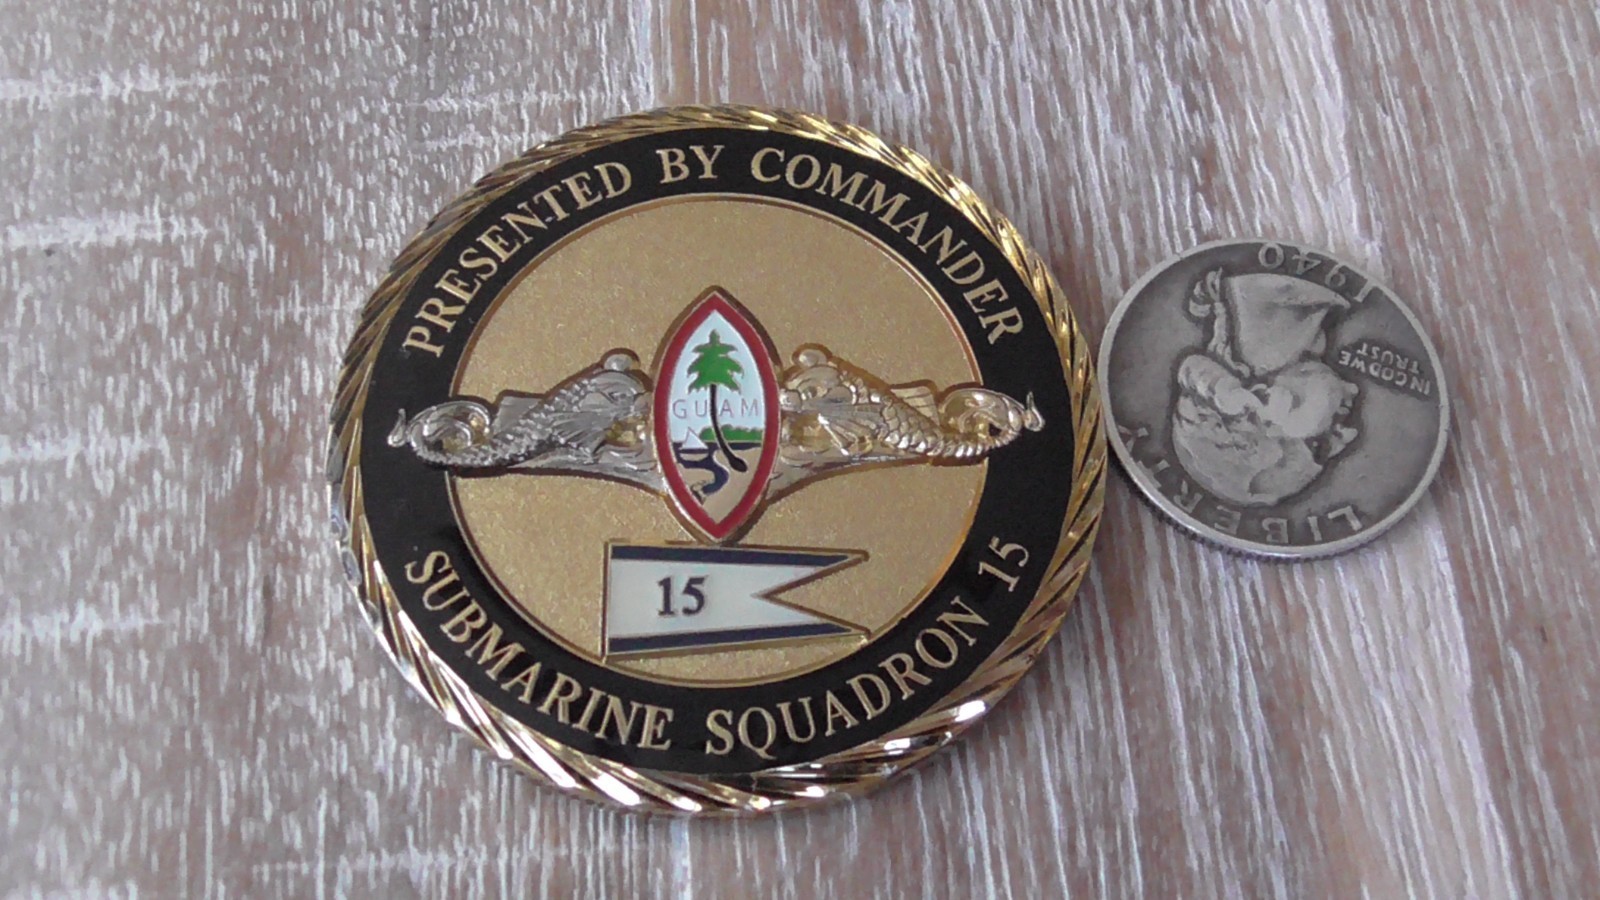 PRESENTED BY COMMANDER
GUAM
15
SUBMARINE SQUADRON 15
LIBERTY
IN GOD WE
TRUST
1940